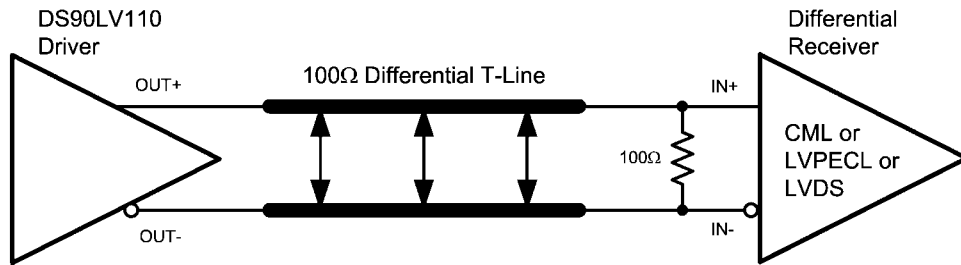 DS90LV110
Driver
OUT+
100Ω Differential T-Line
OUT-
100Ω
IN+
IN-
Differential
Receiver
CML or
LVPECL or
LVDS